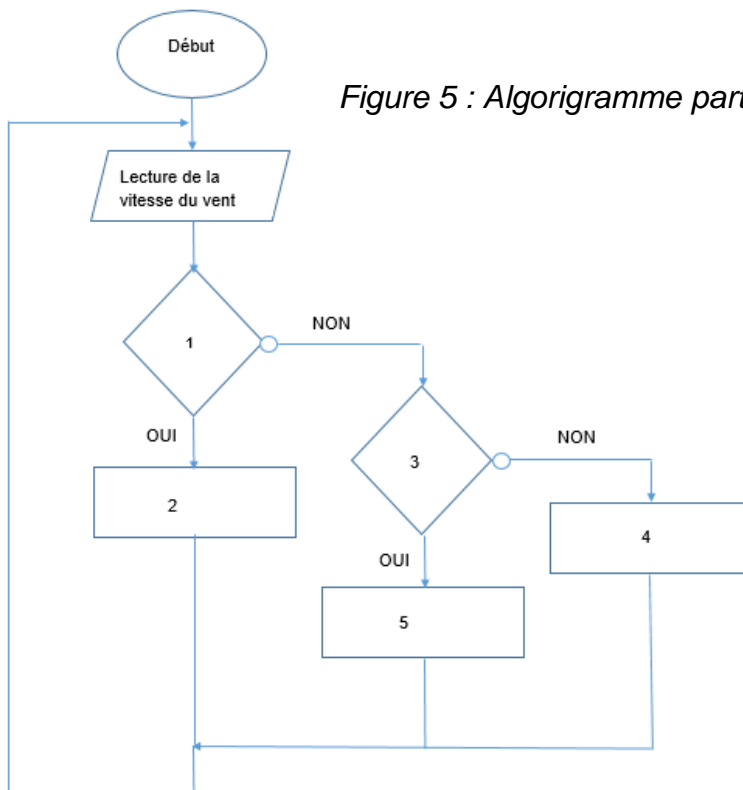 Début
Figure 5 : Algorigramme part
Lecture de la
vitesse du vent
NON
1
OUI
NON
3
2
4
OUI
5